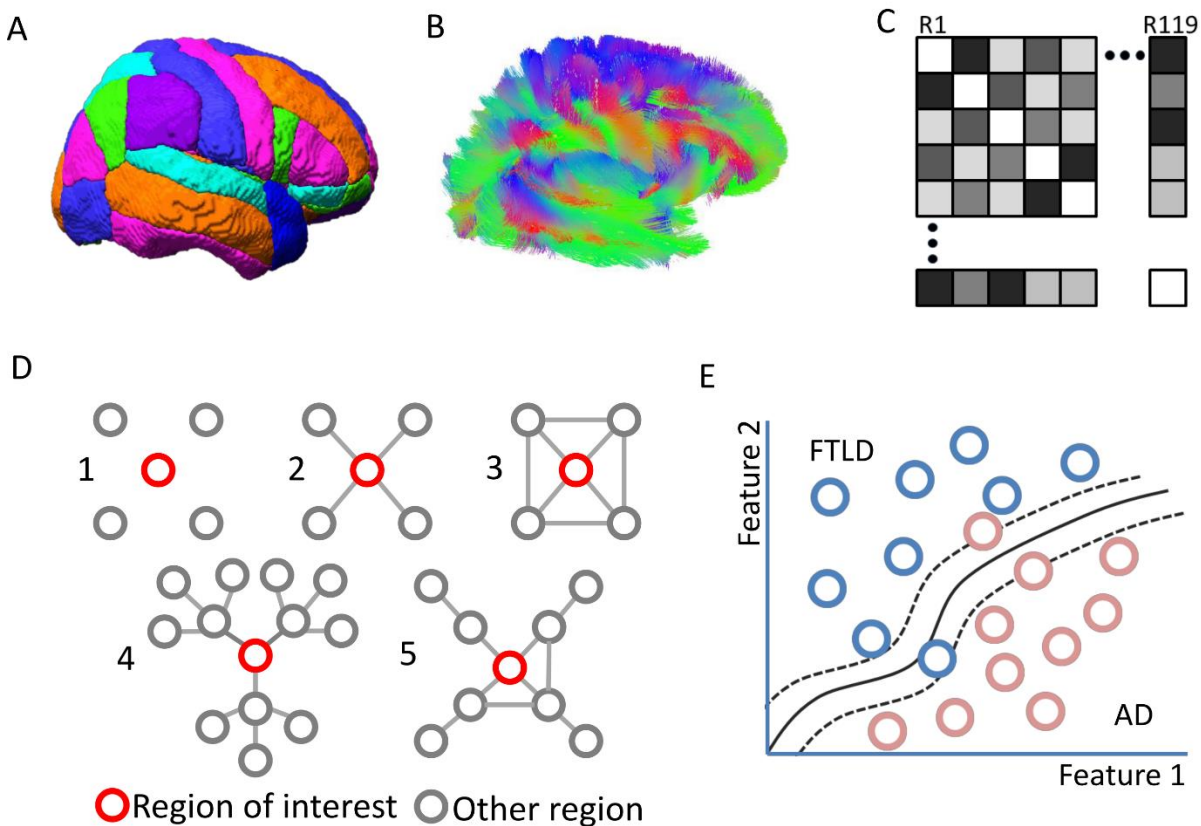 A
B
C
R1 R119
D
1
2
3
4
5
Region of interest
Other region
E
Feature 2
FTLD
AD
Feature 1